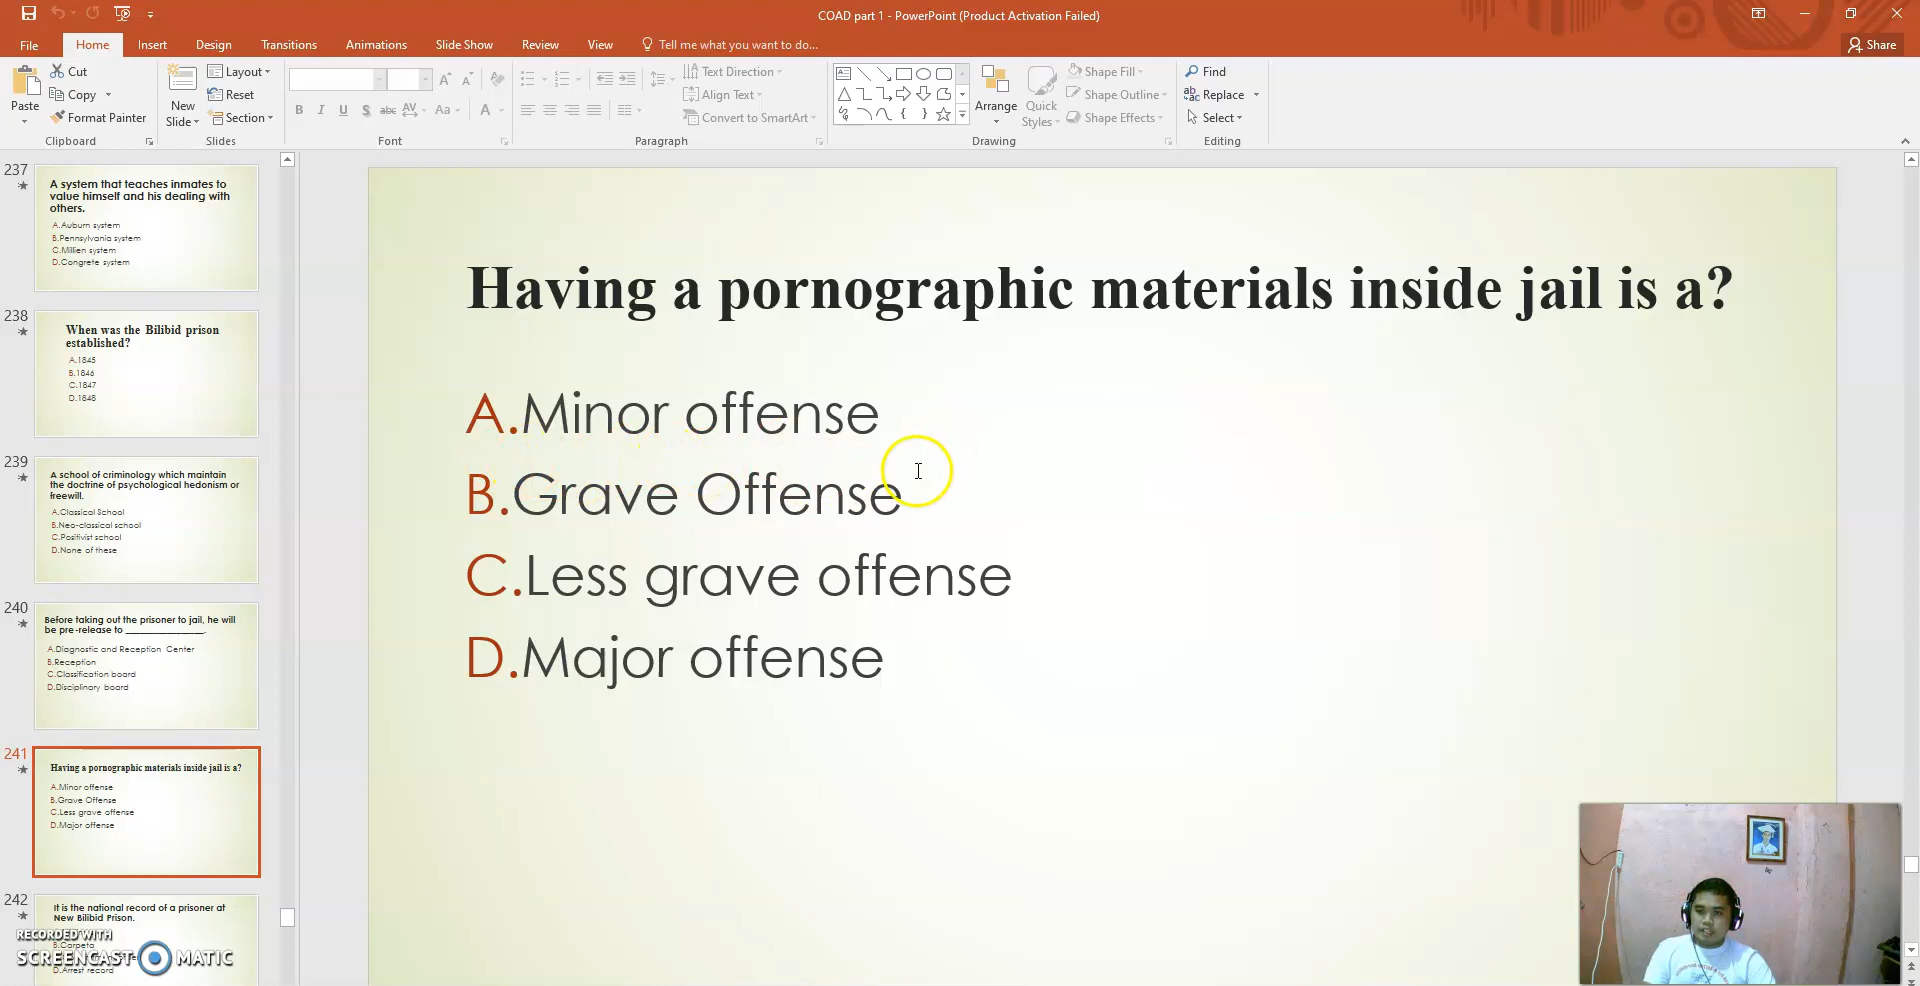 COAD part 1 - PowerPoint (Product Activation Failed)
File Home Insert Design Transitions Animations Slide Show Review View Tell me what you want to do... Share
Paste
Cut
Copy
Format Painter
Clipboard
New Slide
Layout
Reset
Section
Slides
B I U S abc AV Aa A
Font
Text Direction
Align Text
Convert to SmartArt
Paragraph
Arrange
Quick Styles
Shape Fill
Shape Outline
Shape Effects
Drawing
Find
Replace
Select
Editing
237
A system that teaches inmates to
value himself and his dealing with
others.
A.Auburn system
B.Pennsylvania system
C.Millien system
D.Congrete system
238
When was the Bilibid prison
established?
A.1845
B.1846
C.1847
D.1848
239
A school of criminology which maintain
the doctrine of psychological hedonism or
freewill.
A.Classical School
B.Neo-classical school
C.Positivist school
D.None of these
240
Before taking out the prisoner to jail, he will
be pre-release to ________________.
A.Diagnostic and Reception Center
B.Reception
C.Classification board
D.Disciplinary board
241
Having a pornographic materials inside jail is a?
A.Minor offense
B.Grave Offense
C.Less grave offense
D.Major offense
242
It is the national record of a prisoner at
New Bilibid Prison.
B.Carpeta
D.Arrest record
RECORDED WITH
SCREENCAST MATIC
Having a pornographic materials inside jail is a?
A.Minor offense
B.Grave Offense
C.Less grave offense
D.Major offense